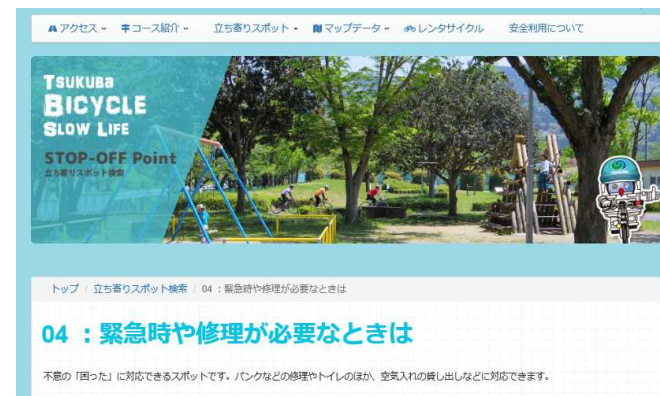 アクセス コース紹介 立ち寄りスポット マップデータ レンタサイクル 安全利用について
TSUKUBA
BICYCLE
SLOW LIFE
STOP-OFF Point
立ち寄りスポット検索
トップ / 立ち寄りスポット検索 / 04 ：緊急時や修理が必要なときは
04 ：緊急時や修理が必要なときは
不意の「困った」に対応できるスポットです。パンクなどの修理やトイレのほか、空気入れの貸し出しなどに対応できます。